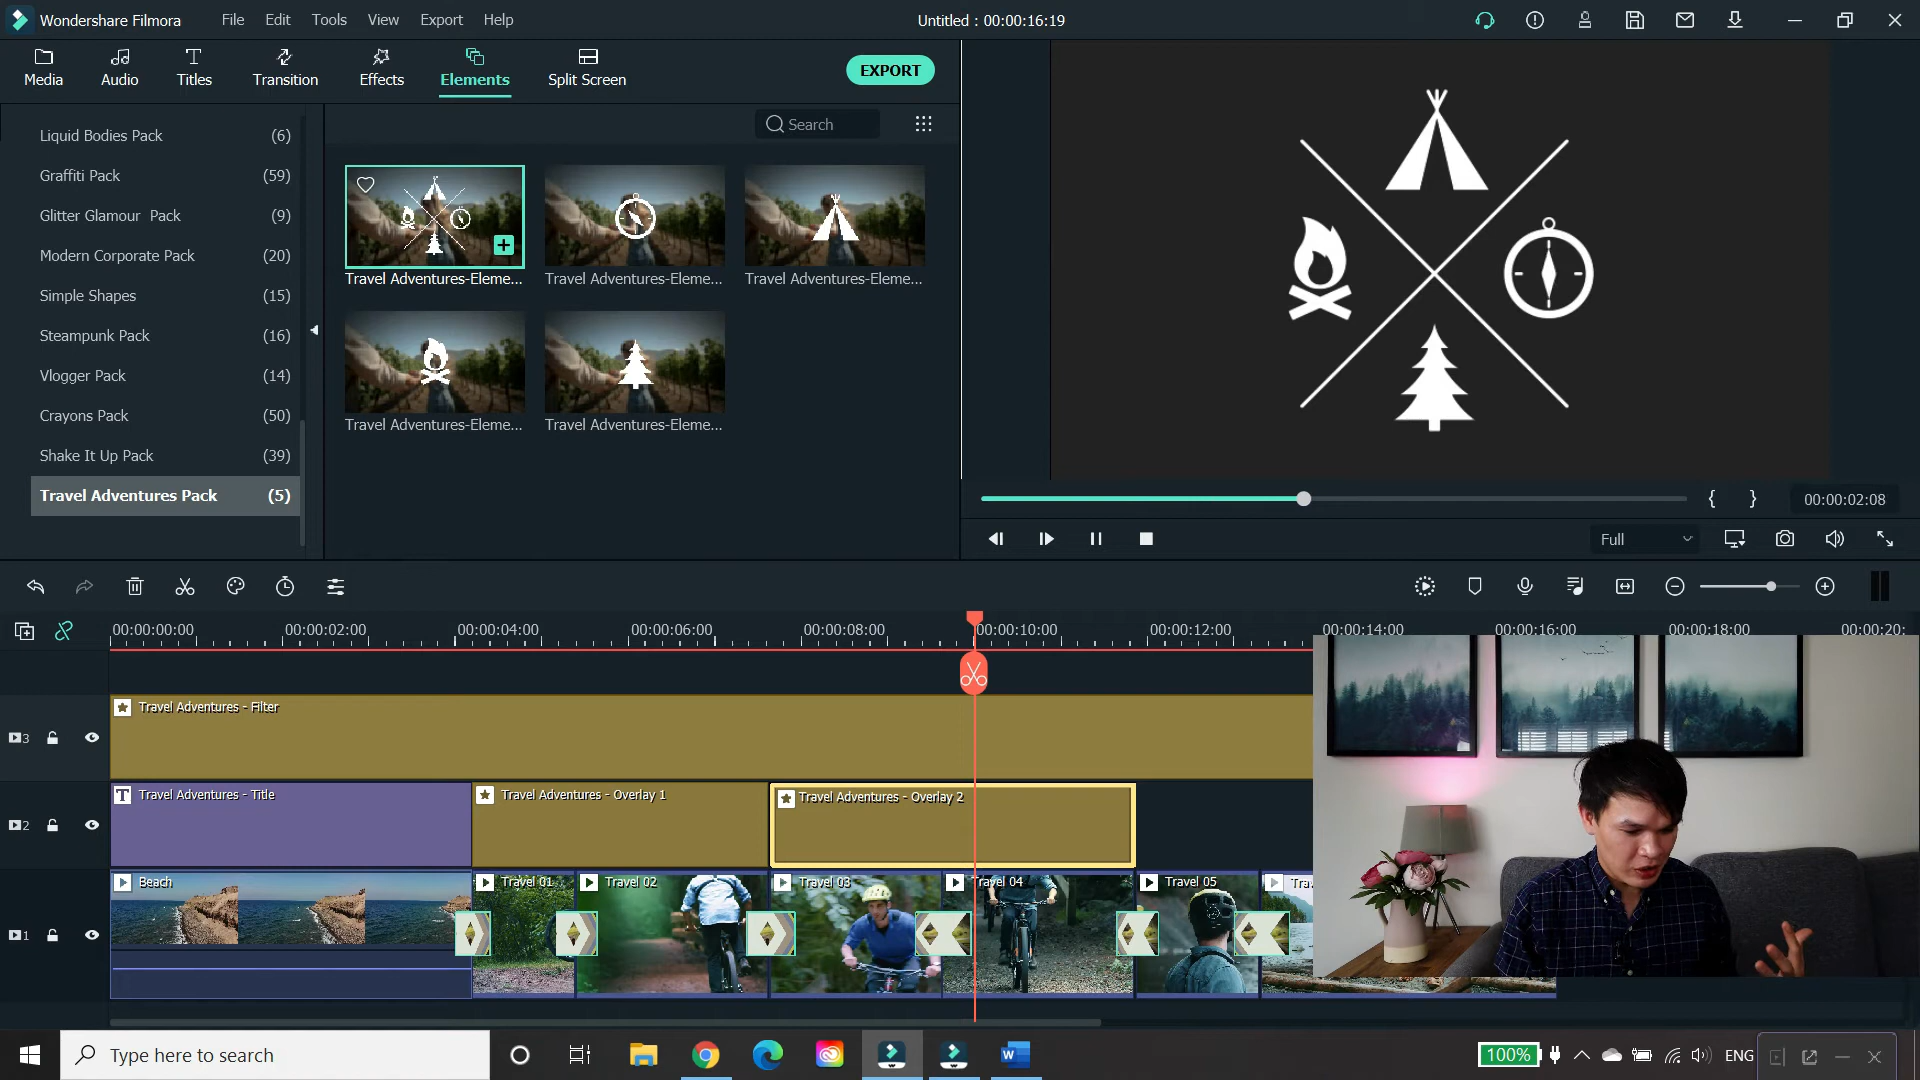 Wondershare Filmora
File Edit Tools View Export Help
Untitled : 00:00:16:19
Media Audio Titles Transition Effects Elements Split Screen
EXPORT
Liquid Bodies Pack (6)
Graffiti Pack (59)
Glitter Glamour Pack (9)
Modern Corporate Pack (20)
Simple Shapes (15)
Steampunk Pack (16)
Vlogger Pack (14)
Crayons Pack (50)
Shake It Up Pack (39)
Travel Adventures Pack (5)
Search
Travel Adventures-Eleme... Travel Adventures-Eleme... Travel Adventures-Eleme...
Travel Adventures-Eleme... Travel Adventures-Eleme...
{ } 00:00:02:08
Full
00:00:00:00 00:00:02:00 00:00:04:00 00:00:06:00 00:00:08:00 00:00:10:00 00:00:12:00 00:00:14:00 00:00:16:00 00:00:18:00 00:00:20:
3 Travel Adventures - Filter
2 T Travel Adventures - Title Travel Adventures - Overlay 1 Travel Adventures - Overlay 2
1 Beach Travel 01 Travel 02 Travel 03 Travel 04 Travel 05 Trav
Type here to search
W
100% ENG